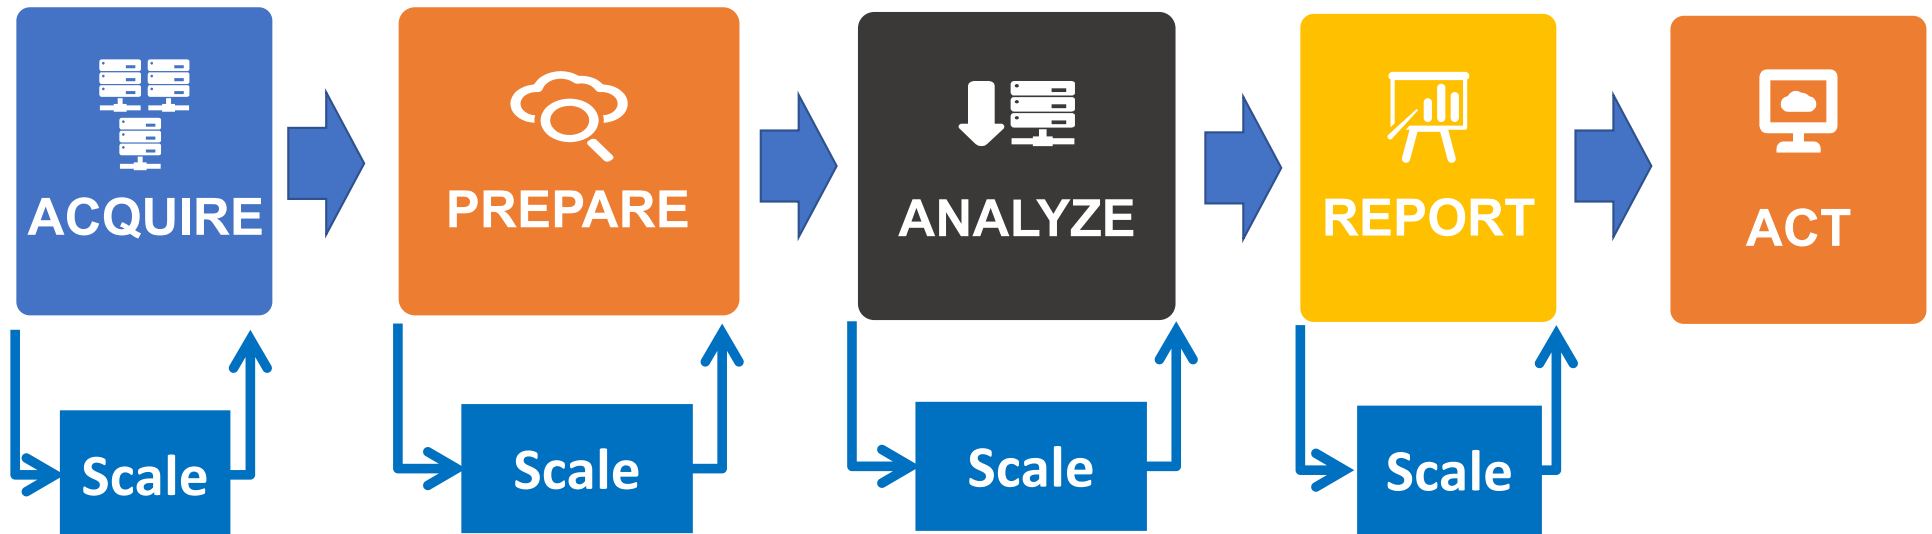 ACQUIRE
PREPARE
ANALYZE
REPORT
ACT
Scale
Scale
Scale
Scale